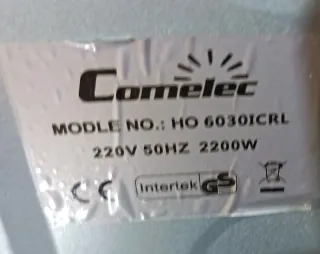 Comelec
MODLE NO.: HO 6030ICRL
220V 50HZ 2200W
CE Intertek GS